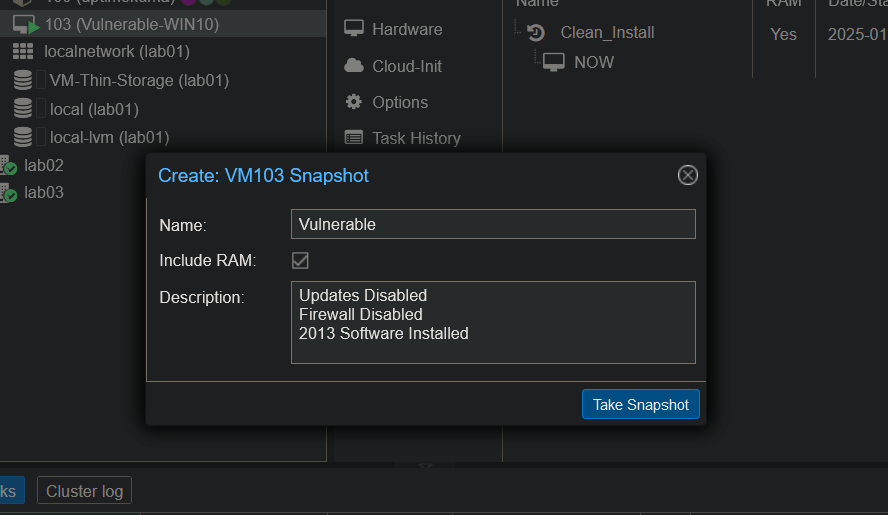 103 (Vulnerable-WIN10)
localnetwork (lab01)
VM-Thin-Storage (lab01)
local (lab01)
local-lvm (lab01)
lab02
lab03
Hardware
Cloud-Init
Options
Task History
Name
RAM
Clean_Install
Yes
2025-01
NOW
Create: VM103 Snapshot
Name:
Vulnerable
Include RAM:
Description:
Updates Disabled
Firewall Disabled
2013 Software Installed
Take Snapshot
ks
Cluster log